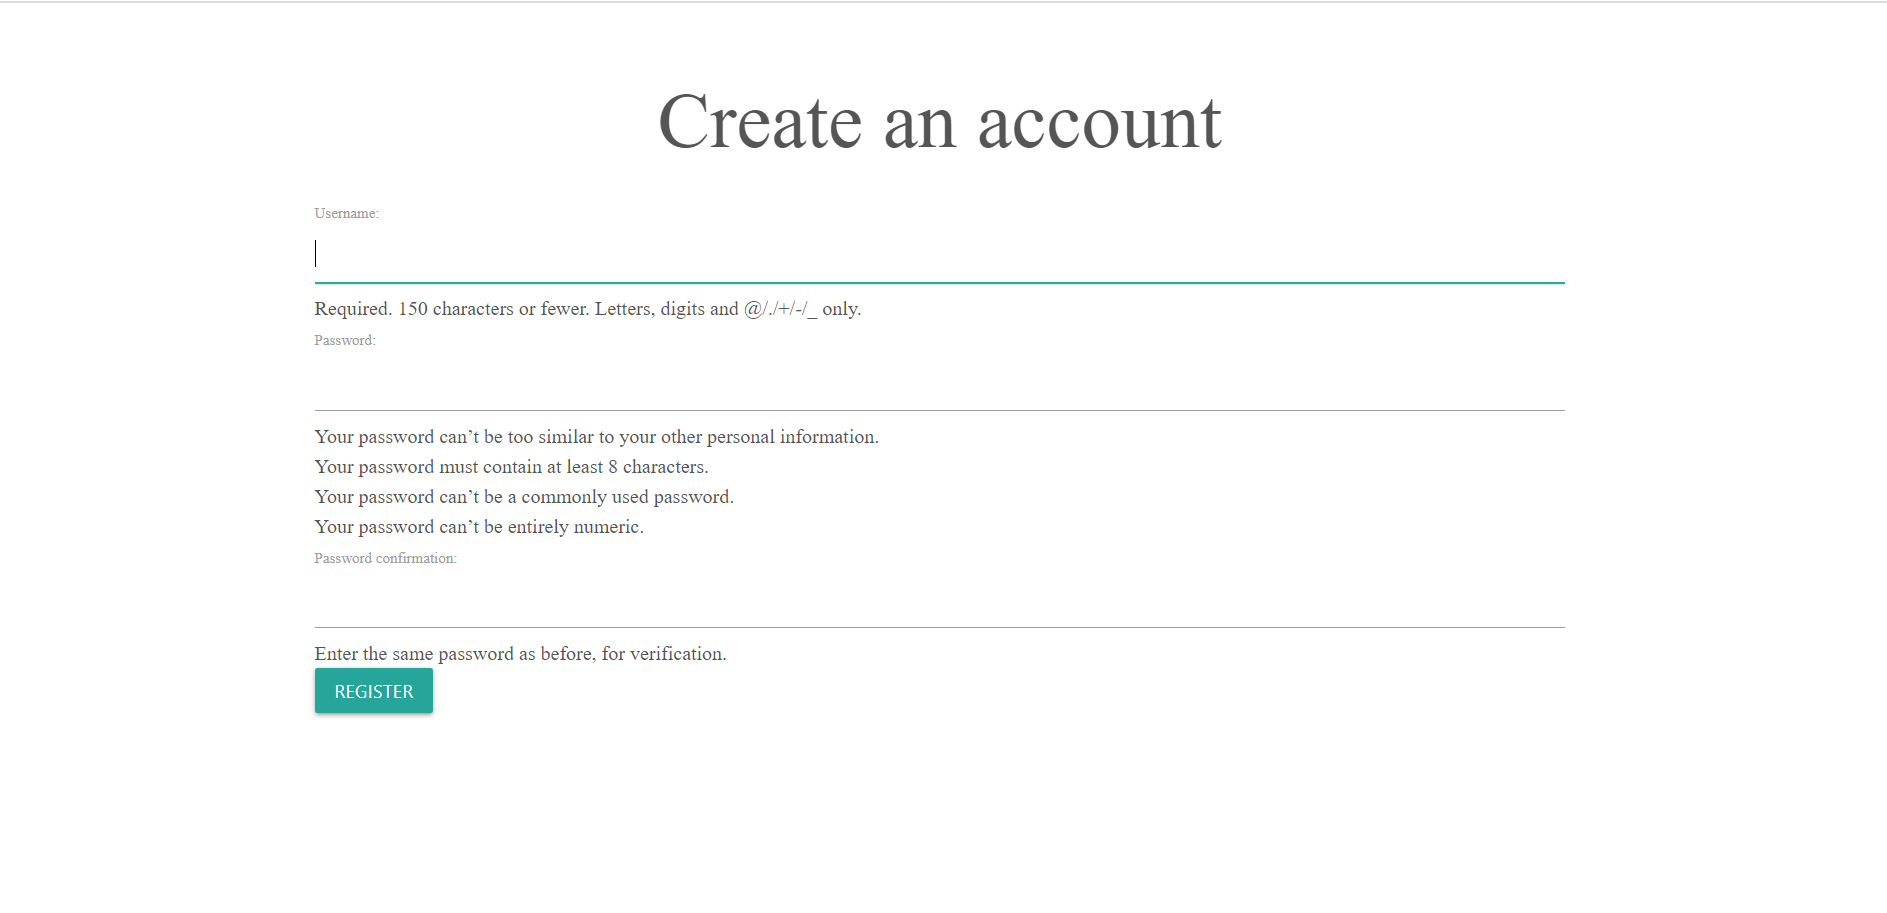 Create an account
Username:
Required. 150 characters or fewer. Letters, digits and @/./+/-/_ only.
Password:
Your password can’t be too similar to your other personal information.
Your password must contain at least 8 characters.
Your password can’t be a commonly used password.
Your password can’t be entirely numeric.
Password confirmation:
Enter the same password as before, for verification.
REGISTER